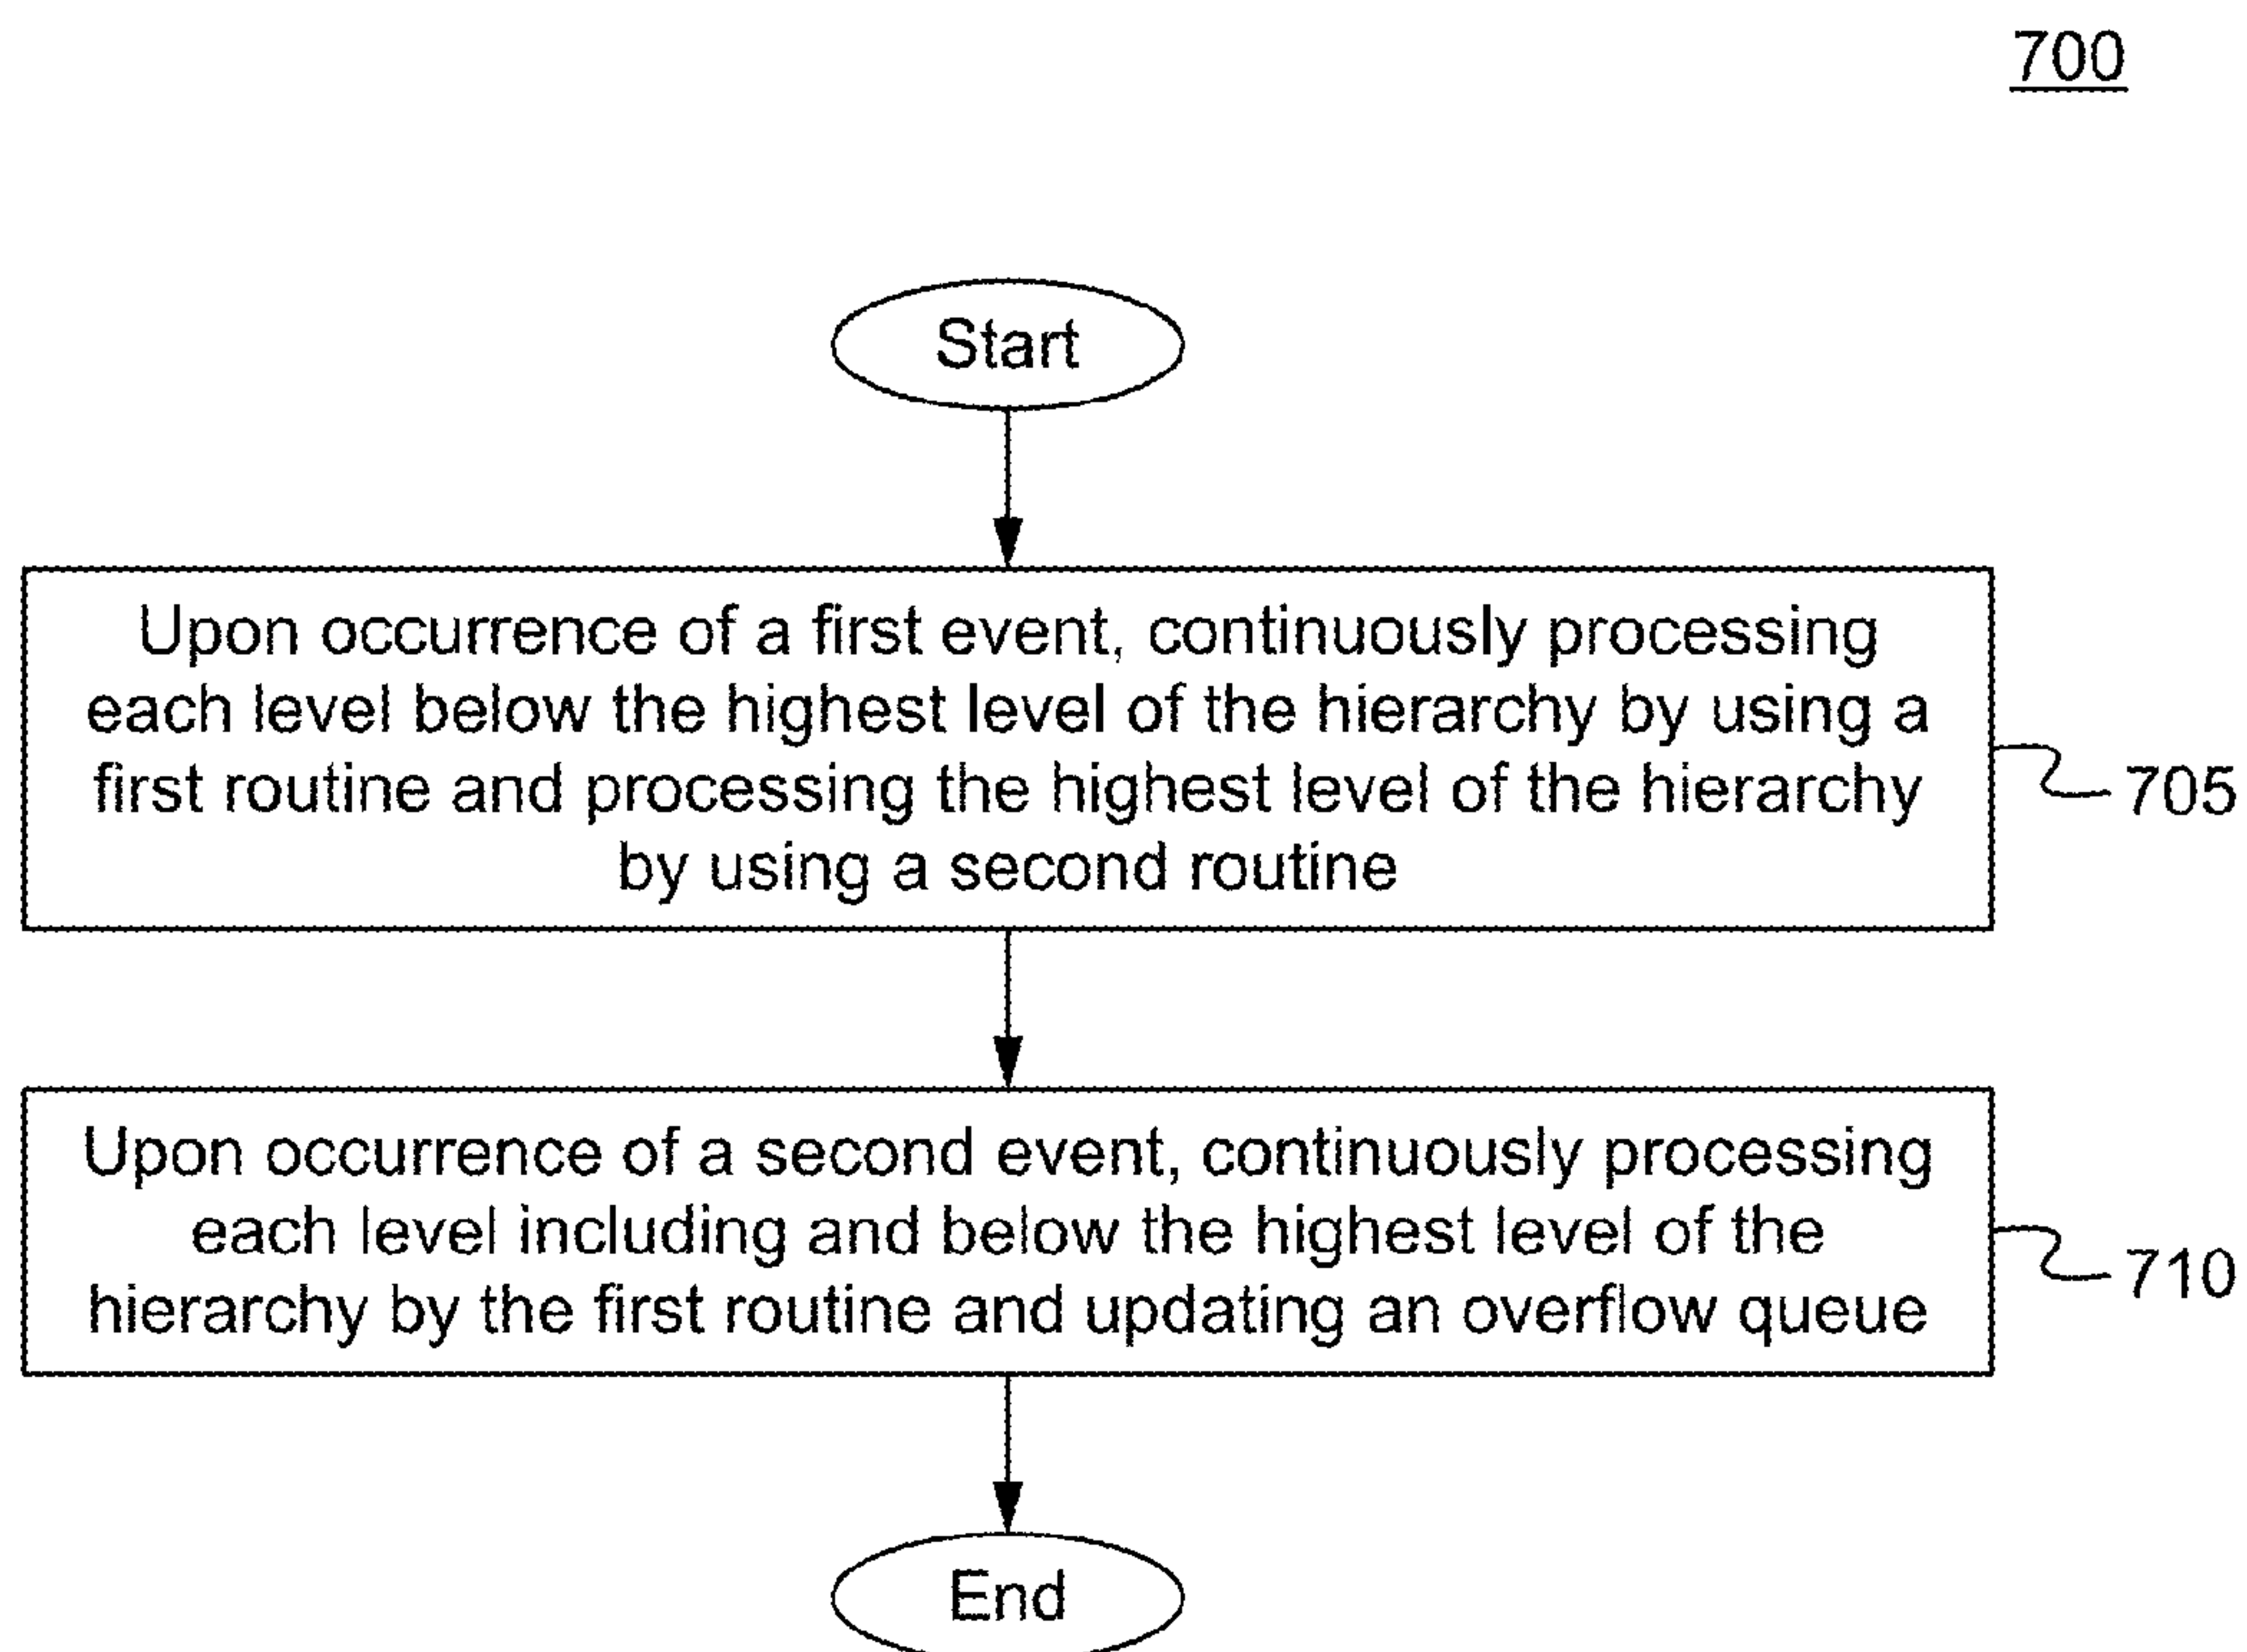 700
Start
Upon occurrence of a first event, continuously processing
each level below the highest level of the hierarchy by using a
first routine and processing the highest level of the hierarchy
by using a second routine
705
Upon occurrence of a second event, continuously processing
each level including and below the highest level of the
hierarchy by the first routine and updating an overflow queue
710
End